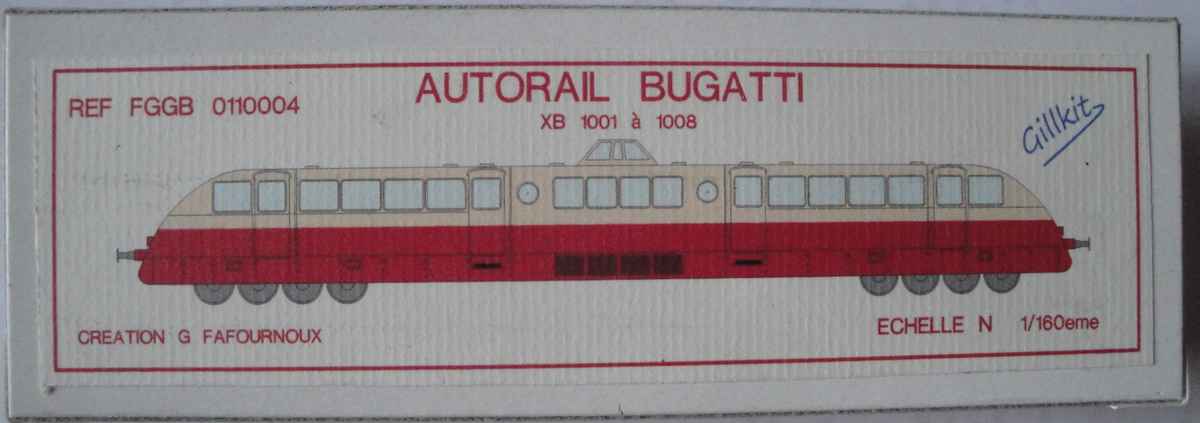 AUTORAIL BUGATTI
REF FGGB 0110004
XB 1001 à 1008
Gillkit
CREATION G FAFOURNOUX
ECHELLE N 1/160eme